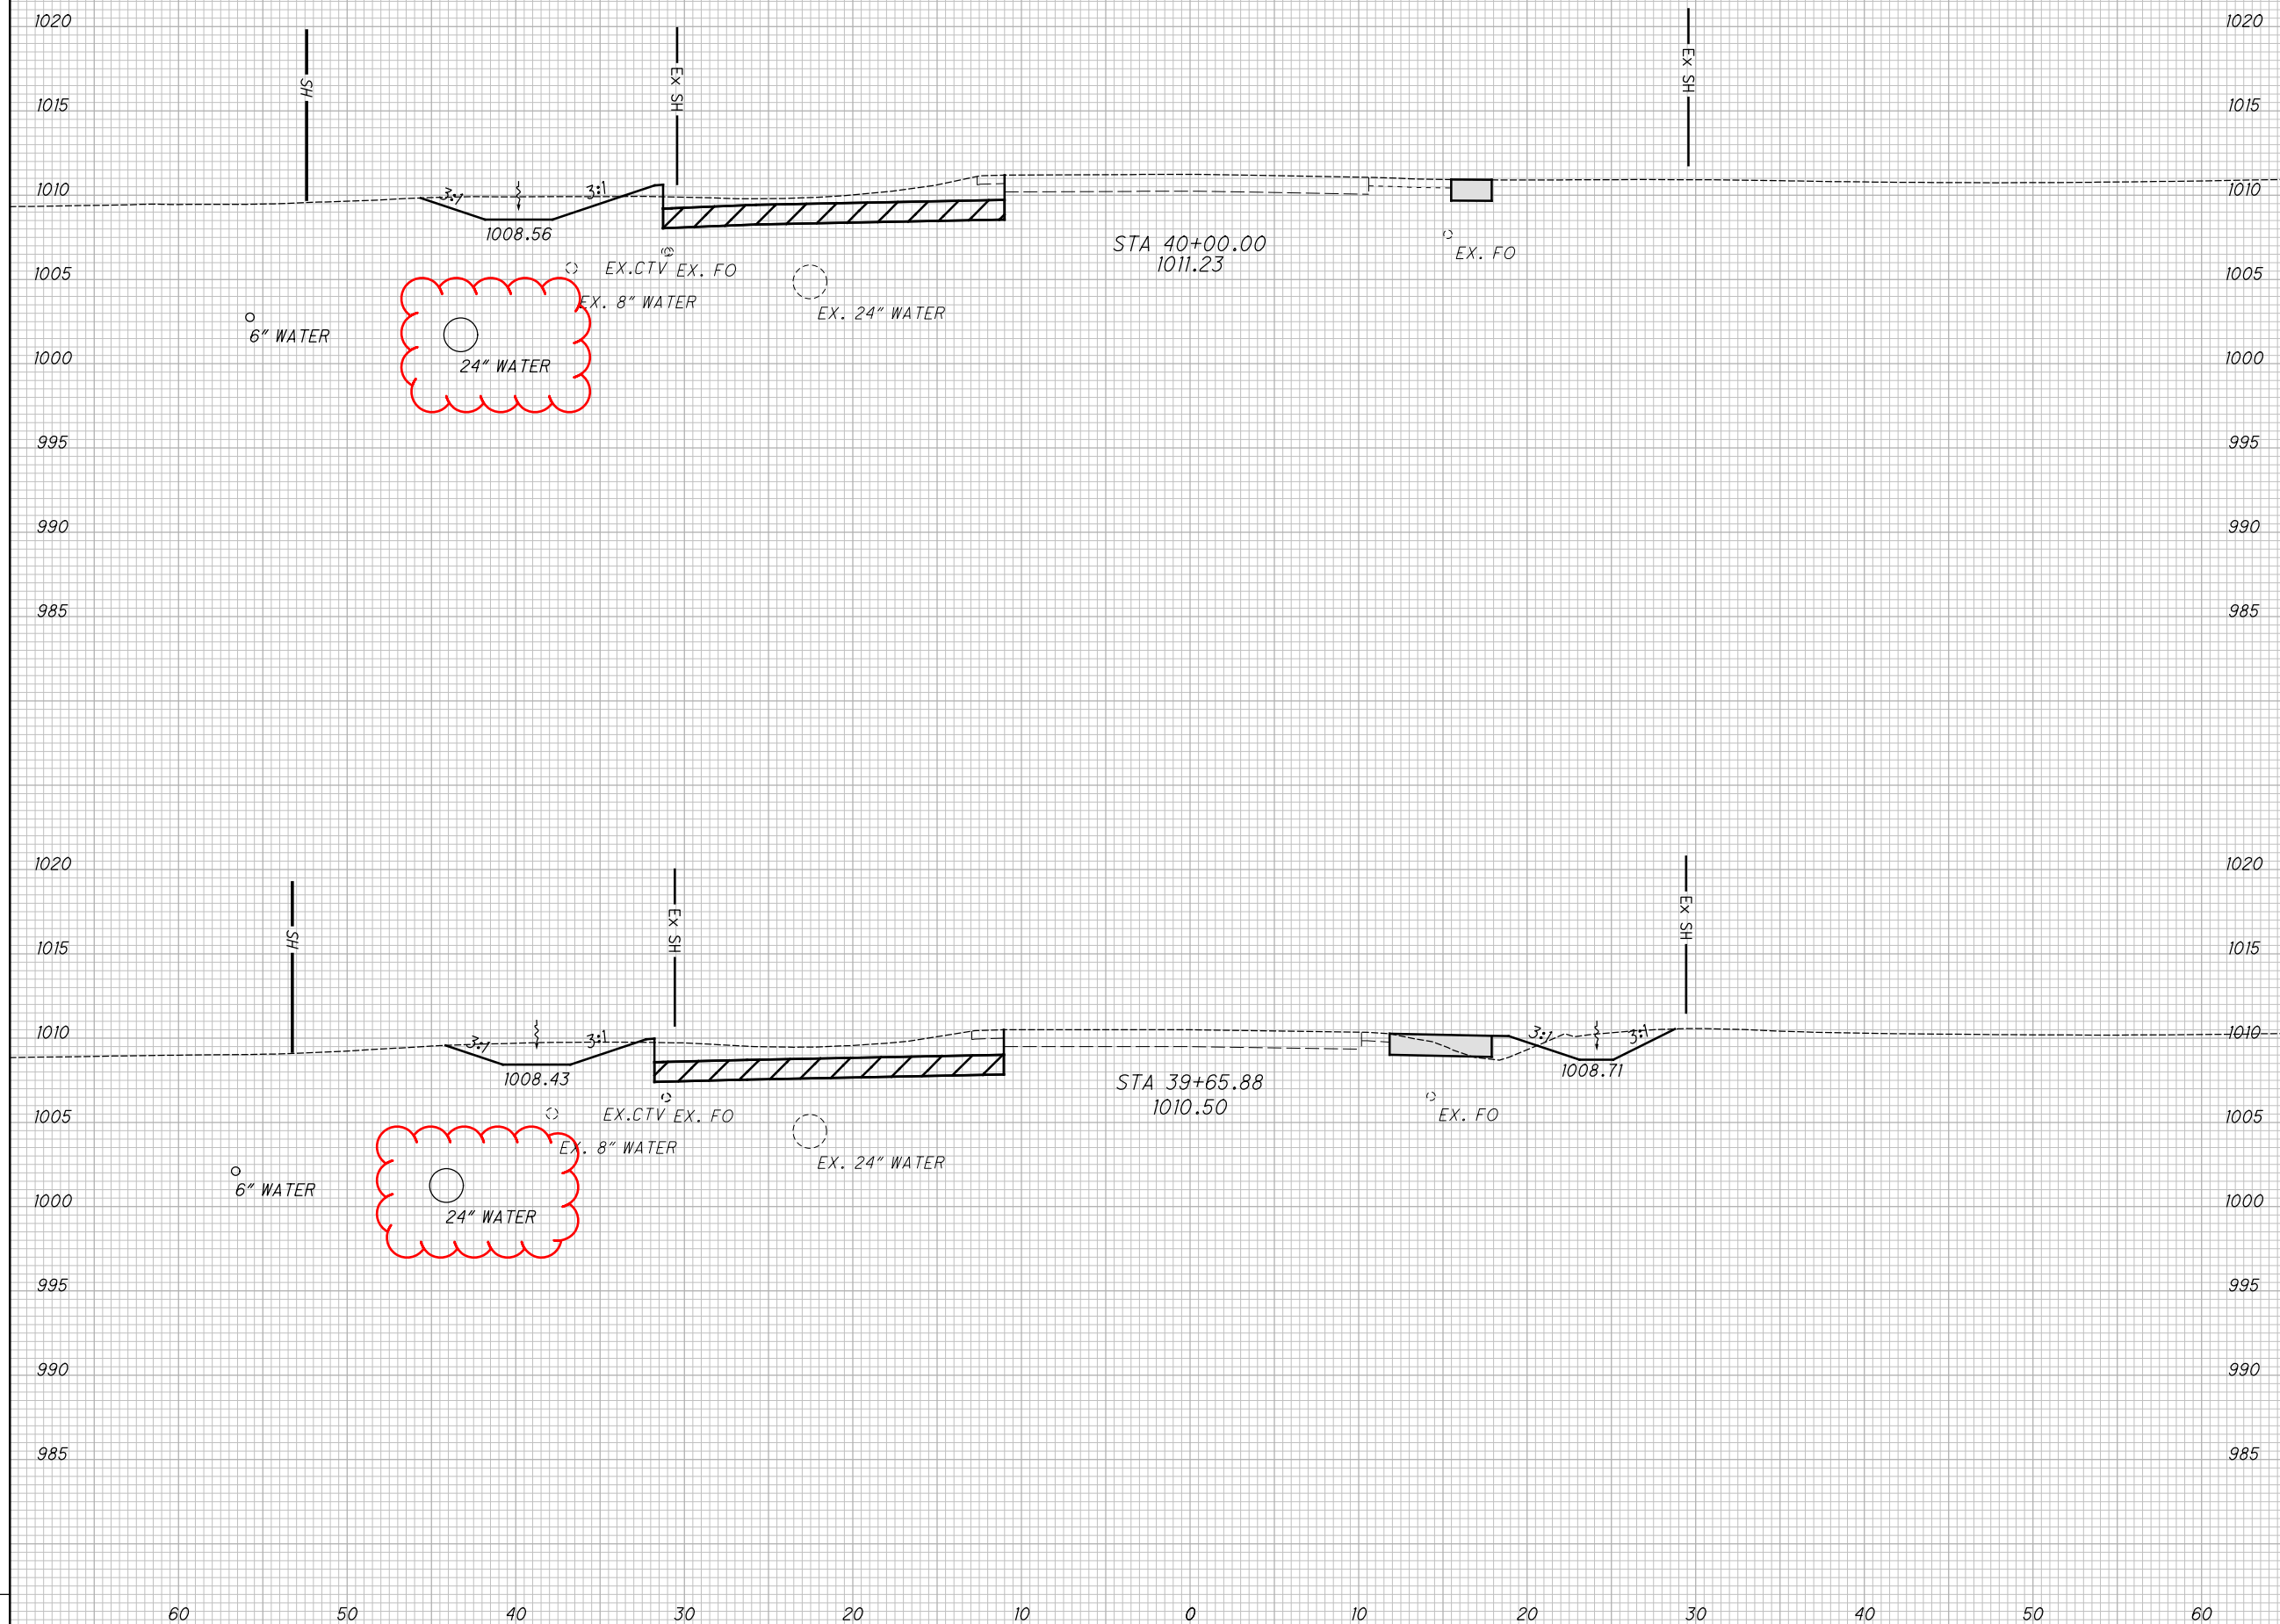 1020 1020
SH Ex SH Ex SH
1015 1015
1010 3:1 3:1 1010
1008.56
STA 40+00.00
1011.23
EX. FO
1005 EX.CTV EX. FO 1005
EX. 8" WATER
EX. 24" WATER
6" WATER
1000 24" WATER 1000
995 995
990 990
985 985
1020 1020
SH Ex SH Ex SH
1015 1015
1010 3:1 3:1 3:1 3:1 1010
1008.43 1008.71
STA 39+65.88
1010.50
1005 EX.CTV EX. FO EX. FO 1005
EX. 8" WATER
EX. 24" WATER
6" WATER
1000 1000
24" WATER
995 995
990 990
985 985
60 50 40 30 20 10 0 10 20 30 40 50 60